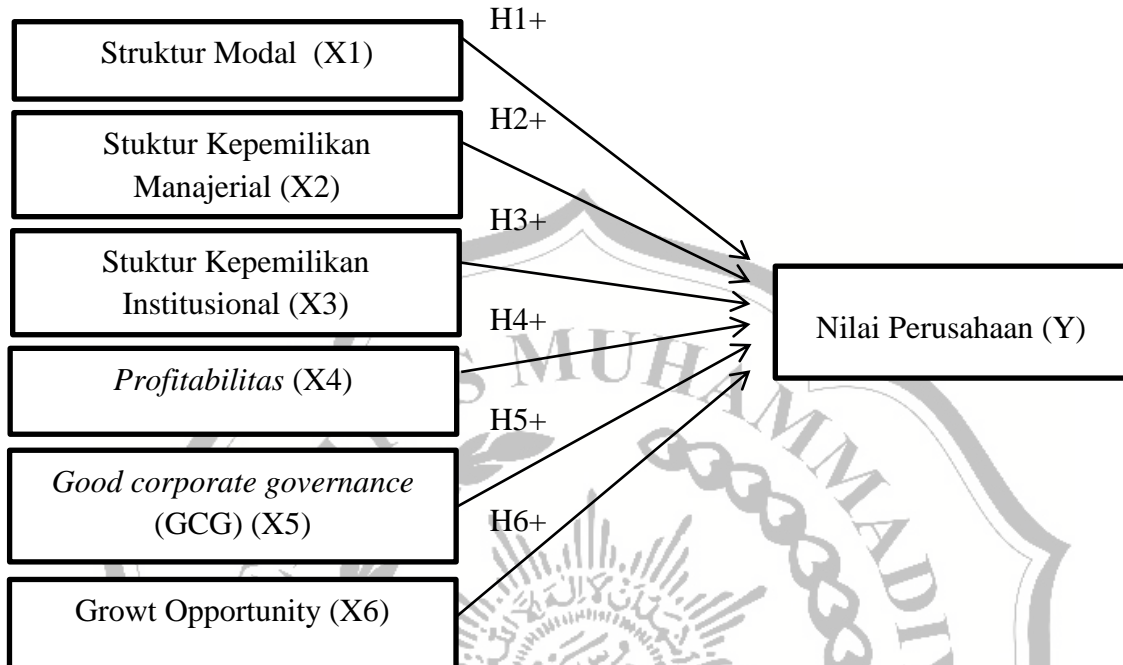 H1+
Struktur Modal (X1)
H2+
Stuktur Kepemilikan
Manajerial (X2)
H3+
Stuktur Kepemilikan
Institusional (X3)
Nilai Perusahaan (Y)
H4+
Profitabilitas (X4)
H5+
Good corporate governance
(GCG) (X5)
H6+
Growt Opportunity (X6)
S MUHAMMADI